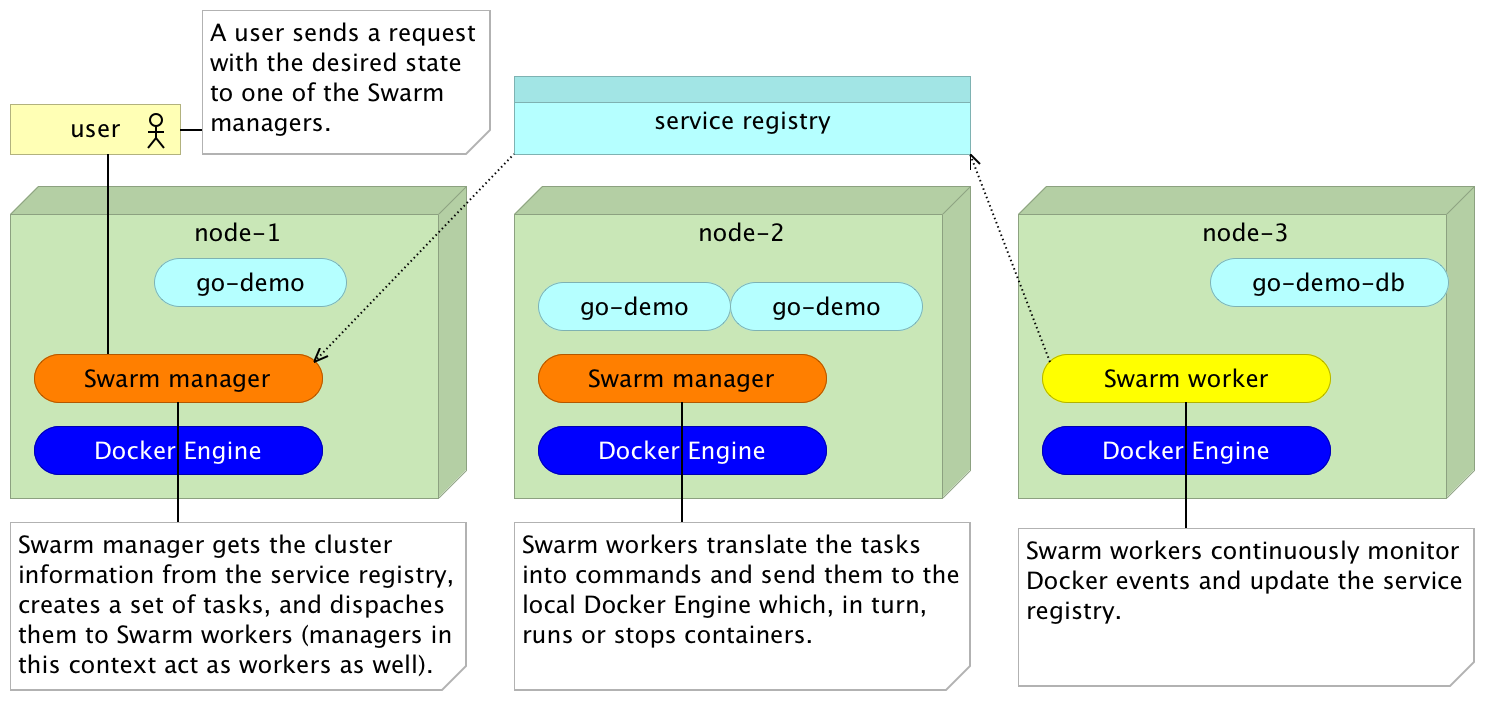 A user sends a request
with the desired state
to one of the Swarm
managers.
user
service registry
node-1
go-demo
Swarm manager
Docker Engine
node-2
go-demo go-demo
Swarm manager
Docker Engine
node-3
go-demo-db
Swarm worker
Docker Engine
Swarm manager gets the cluster
information from the service registry,
creates a set of tasks, and dispaches
them to Swarm workers (managers in
this context act as workers as well).
Swarm workers translate the tasks
into commands and send them to the
local Docker Engine which, in turn,
runs or stops containers.
Swarm workers continuously monitor
Docker events and update the service
registry.